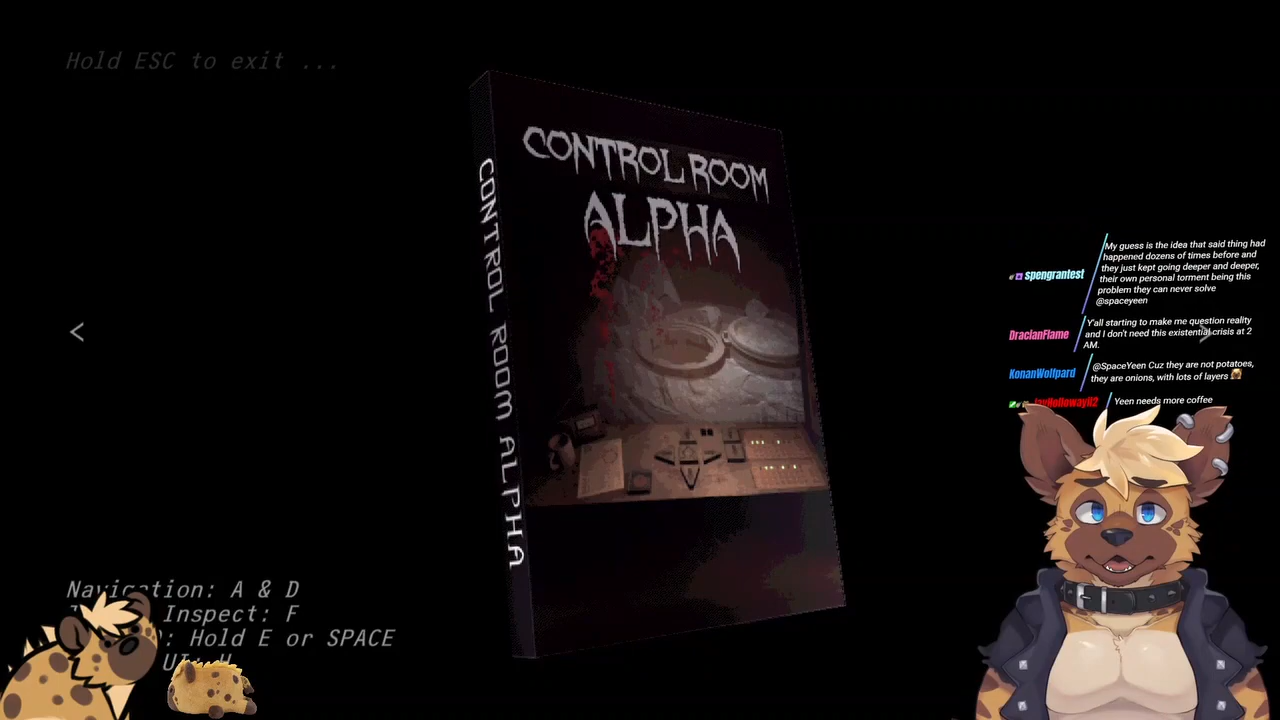 Hold ESC to exit ...
CONTROL ROOM
ALPHA
CONTROL ROOM ALPHA
<
My guess is the idea that said thing had
happened dozens of times before and
spengrantest
they just kept going deeper and deeper,
their own personal torment being this
problem they can never solve
@spaceyeen
DracianFlame
Y'all starting to make me question reality
and I don't need this existential crisis at 2
AM.
KonanWolfpard
@SpaceYeen Cuz they are not potatoes,
they are onions, with lots of layers
Yeen needs more coffee
Navigation: A & D
Inspect: F
: Hold E or SPACE
UI: H